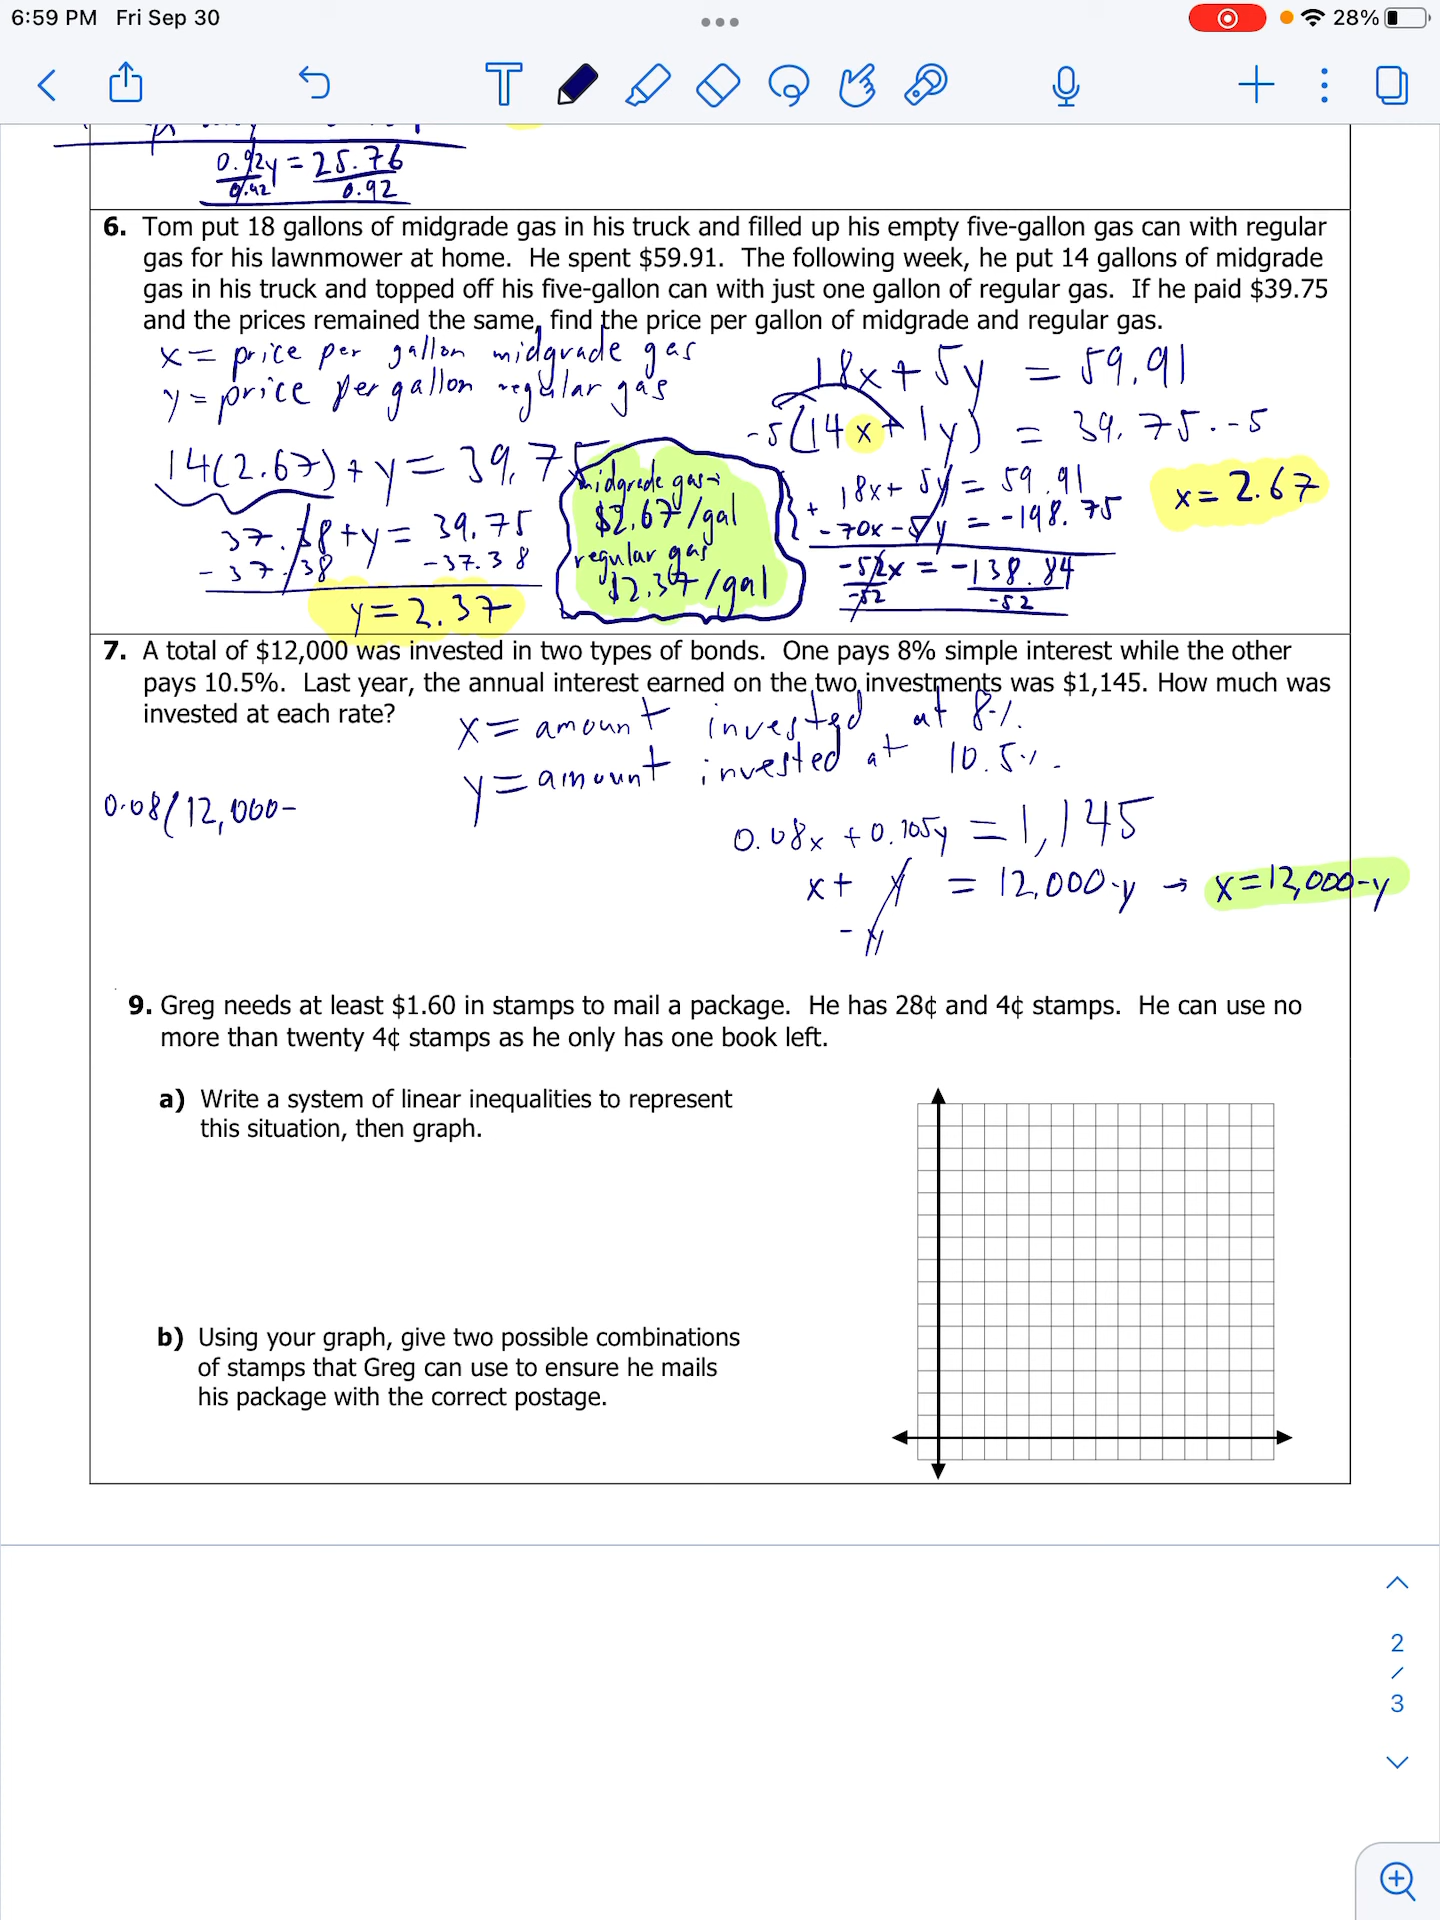 6:59 PM Fri Sep 30
28%
0.92y = 25.76
0.92 0.92
6. Tom put 18 gallons of midgrade gas in his truck and filled up his empty five-gallon gas can with regular
gas for his lawnmower at home. He spent $59.91. The following week, he put 14 gallons of midgrade
gas in his truck and topped off his five-gallon can with just one gallon of regular gas. If he paid $39.75
and the prices remained the same, find the price per gallon of midgrade and regular gas.
x = price per gallon midgrade gas
y = price per gallon regular gas
18x + 5y = 59.91
-5(14x + 1y) = 39.75 . -5
14(2.67) + y = 39.75
37.38 + y = 39.75
- 37.38 -37.38
y = 2.37
midgrade gas→
$2.67/gal
regular gas
$2.37/gal
18x + 5y = 59.91
+ -70x - 5y = -198.75
-52x = -138.84
-52 -52
x = 2.67
7. A total of $12,000 was invested in two types of bonds. One pays 8% simple interest while the other
pays 10.5%. Last year, the annual interest earned on the two investments was $1,145. How much was
invested at each rate?
x = amount invested at 8%.
y = amount invested at 10.5%.
0.08(12,000-
0.08x + 0.105y = 1,145
x + y = 12,000-y → x=12,000-y
- y
9. Greg needs at least $1.60 in stamps to mail a package. He has 28¢ and 4¢ stamps. He can use no
more than twenty 4¢ stamps as he only has one book left.
a) Write a system of linear inequalities to represent
this situation, then graph.
b) Using your graph, give two possible combinations
of stamps that Greg can use to ensure he mails
his package with the correct postage.
2
/
3